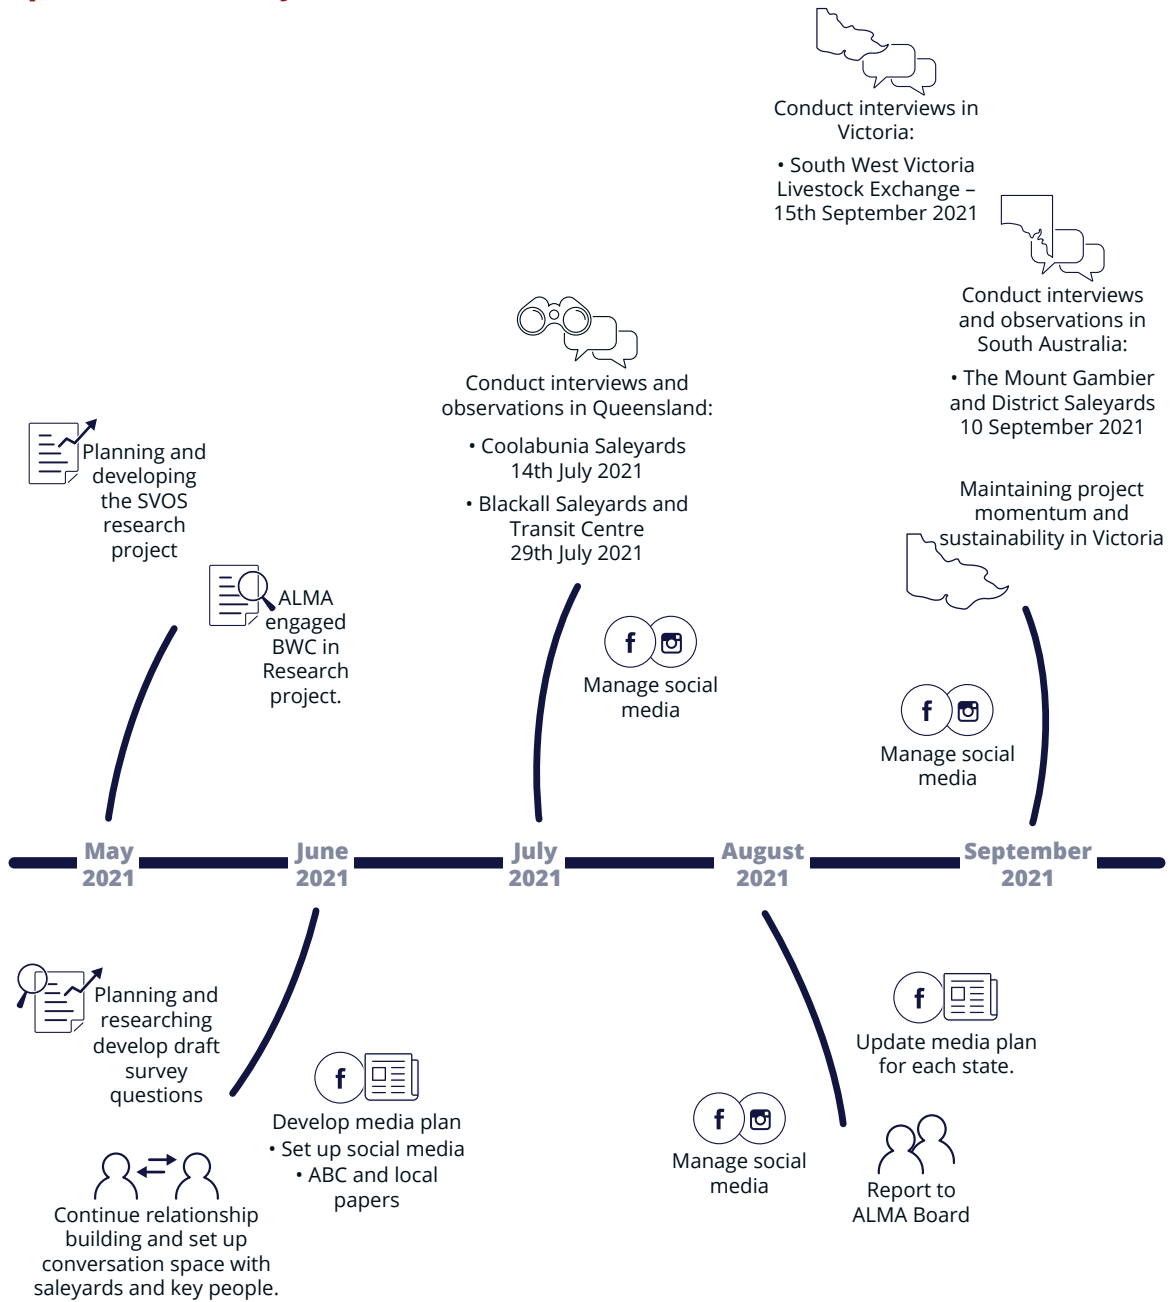 Conduct interviews in
Victoria:
• South West Victoria
Livestock Exchange –
15th September 2021
Conduct interviews
and observations in
South Australia:
• The Mount Gambier
and District Saleyards
10 September 2021
Conduct interviews and
observations in Queensland:
• Coolabunia Saleyards
14th July 2021
• Blackall Saleyards and
Transit Centre
29th July 2021
Planning and
developing
the SVOS
research
project
Maintaining project
momentum and
sustainability in Victoria
ALMA
engaged
BWC in
Research
project.
Manage social
media
Manage social
media
May
2021
June
2021
July
2021
August
2021
September
2021
Planning and
researching
develop draft
survey
questions
Develop media plan
• Set up social media
• ABC and local
papers
Continue relationship
building and set up
conversation space with
saleyards and key people.
Update media plan
for each state.
Manage social
media
Report to
ALMA Board